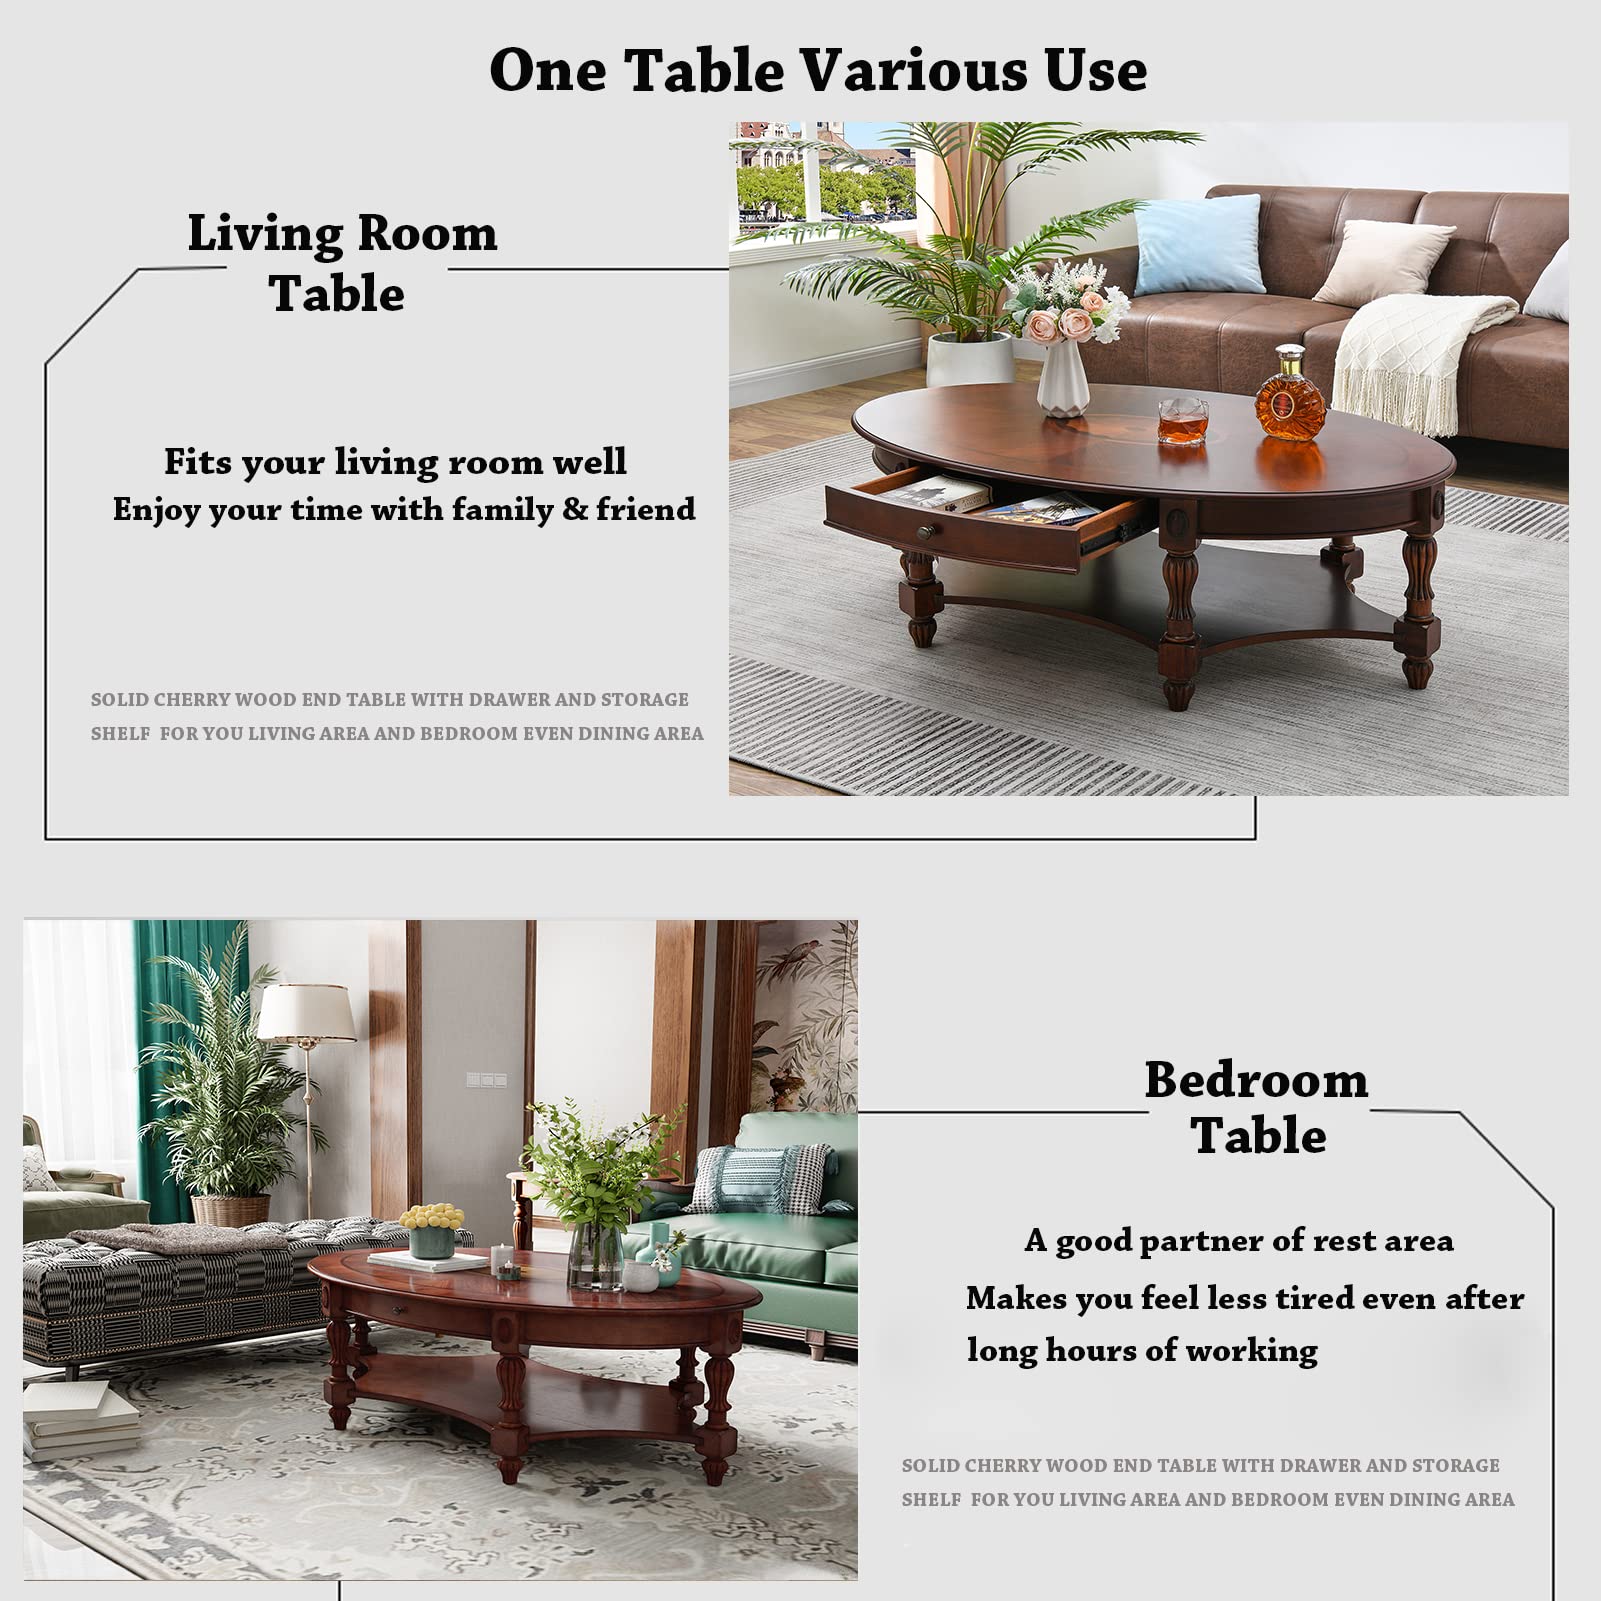 One Table Various Use
Living Room
Table
Fits your living room well
Enjoy your time with family & friend
SOLID CHERRY WOOD END TABLE WITH DRAWER AND STORAGE
SHELF FOR YOU LIVING AREA AND BEDROOM EVEN DINING AREA
Bedroom
Table
A good partner of rest area
Makes you feel less tired even after
long hours of working
SOLID CHERRY WOOD END TABLE WITH DRAWER AND STORAGE
SHELF FOR YOU LIVING AREA AND BEDROOM EVEN DINING AREA